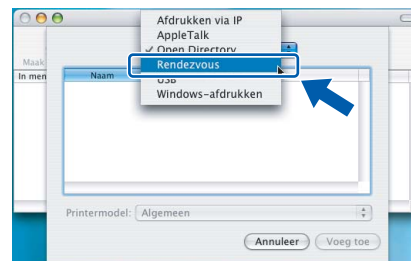 Afdrukken via IP
AppleTalk
✓ Open Directory
Rendezvous
USB
Windows-afdrukken
Maak
In men
Naam
Printermodel: Algemeen
Annuleer
Voeg toe